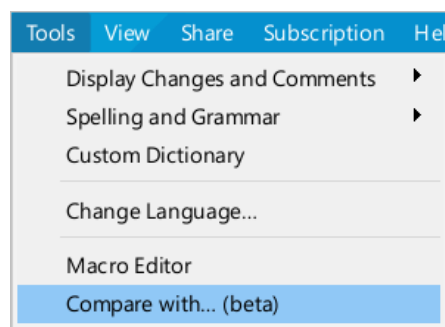 Tools View Share Subscription
Display Changes and Comments
Spelling and Grammar
Custom Dictionary
Change Language...
Macro Editor
Compare with... (beta)